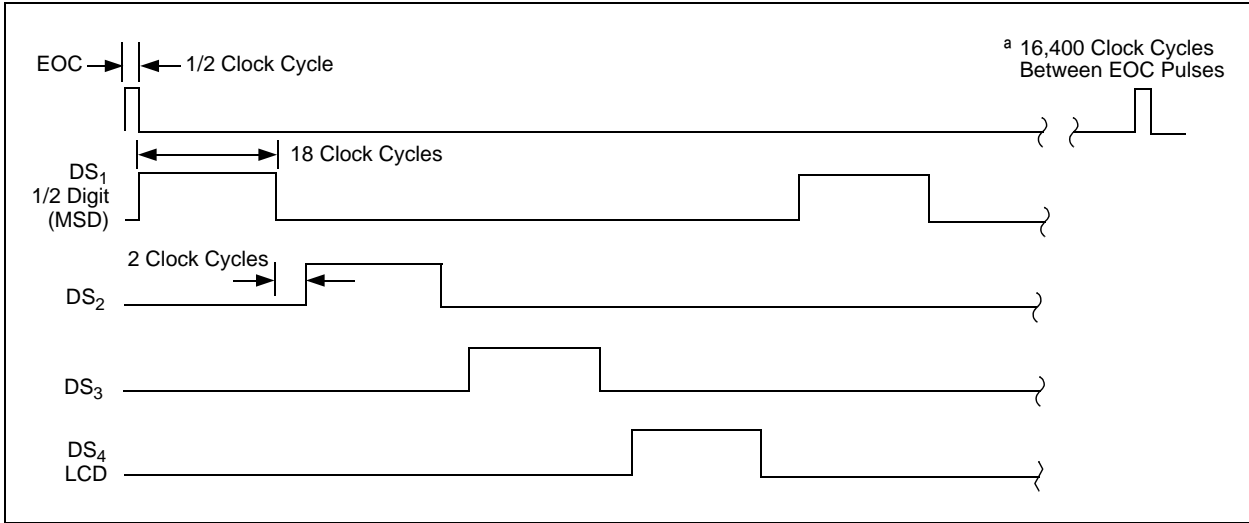 EOC
1/2 Clock Cycle
a 16,400 Clock Cycles
Between EOC Pulses
18 Clock Cycles
DS1
1/2 Digit
(MSD)
2 Clock Cycles
DS2
DS3
DS4
LCD